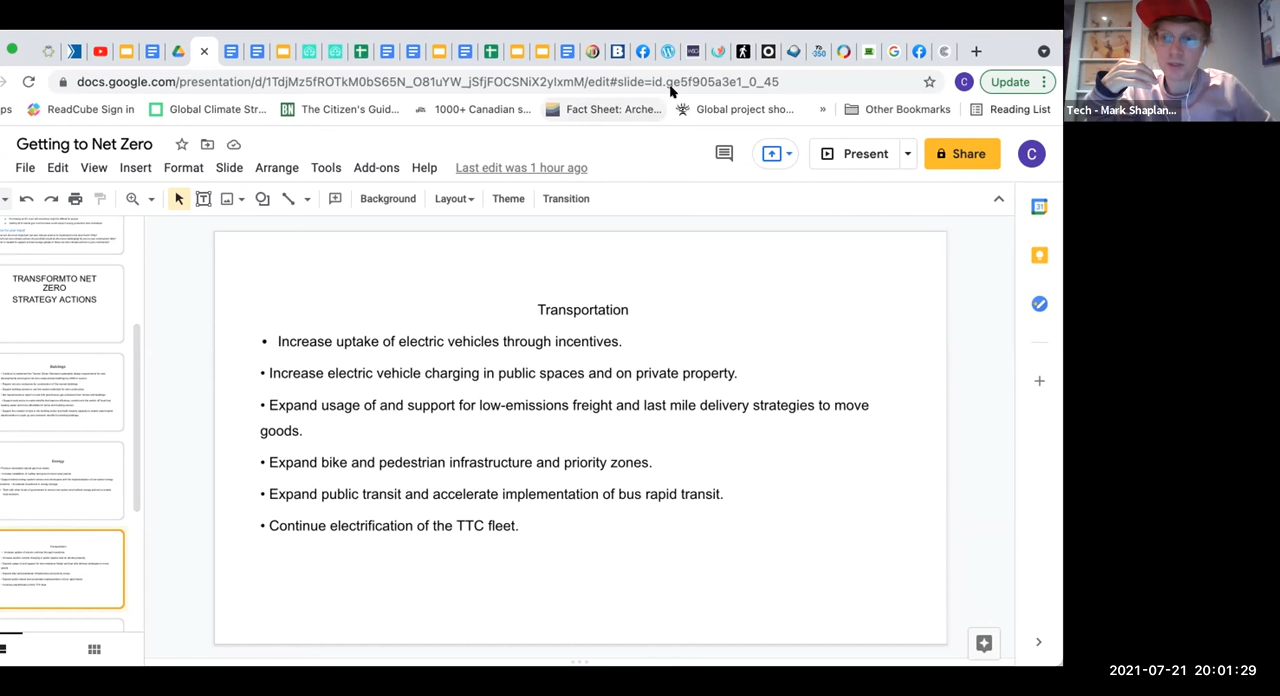 docs.google.com/presentation/d/1TdjMz5fROTkM0bS65N_O81uYW_jSfjFOCSNiX2yIxmM/edit#slide=id.ge5f905a3e1_0_45
C
Update
ps
ReadCube Sign in
Global Climate Str...
The Citizen's Guid...
1000+ Canadian s...
Fact Sheet: Arche...
Global project sho...
»
Other Bookmarks
Reading List
Tech - Mark Shaplan...
Getting to Net Zero
Present
Share
C
File Edit View Insert Format Slide Arrange Tools Add-ons Help Last edit was 1 hour ago
Background Layout Theme Transition
31
TRANSFORMTO NET
ZERO
STRATEGY ACTIONS
Buildings
Energy
Transportation
Transportation
• Increase uptake of electric vehicles through incentives.
• Increase electric vehicle charging in public spaces and on private property.
• Expand usage of and support for low-emissions freight and last mile delivery strategies to move
goods.
• Expand bike and pedestrian infrastructure and priority zones.
• Expand public transit and accelerate implementation of bus rapid transit.
• Continue electrification of the TTC fleet.
2021-07-21 20:01:29